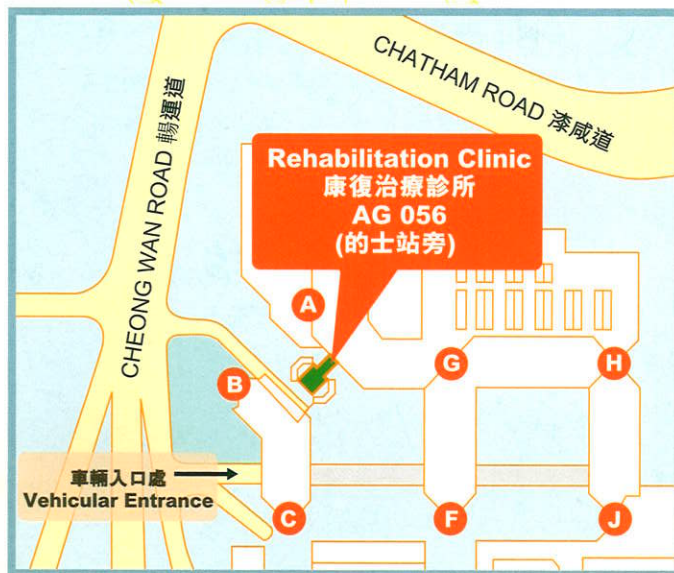 CHATHAM ROAD 漆咸道
CHEONG WAN ROAD 暢運道
Rehabilitation Clinic
康復治療診所
AG 056
(的士站旁)
A
B
G
H
車輛入口處
Vehicular Entrance
C
F
J